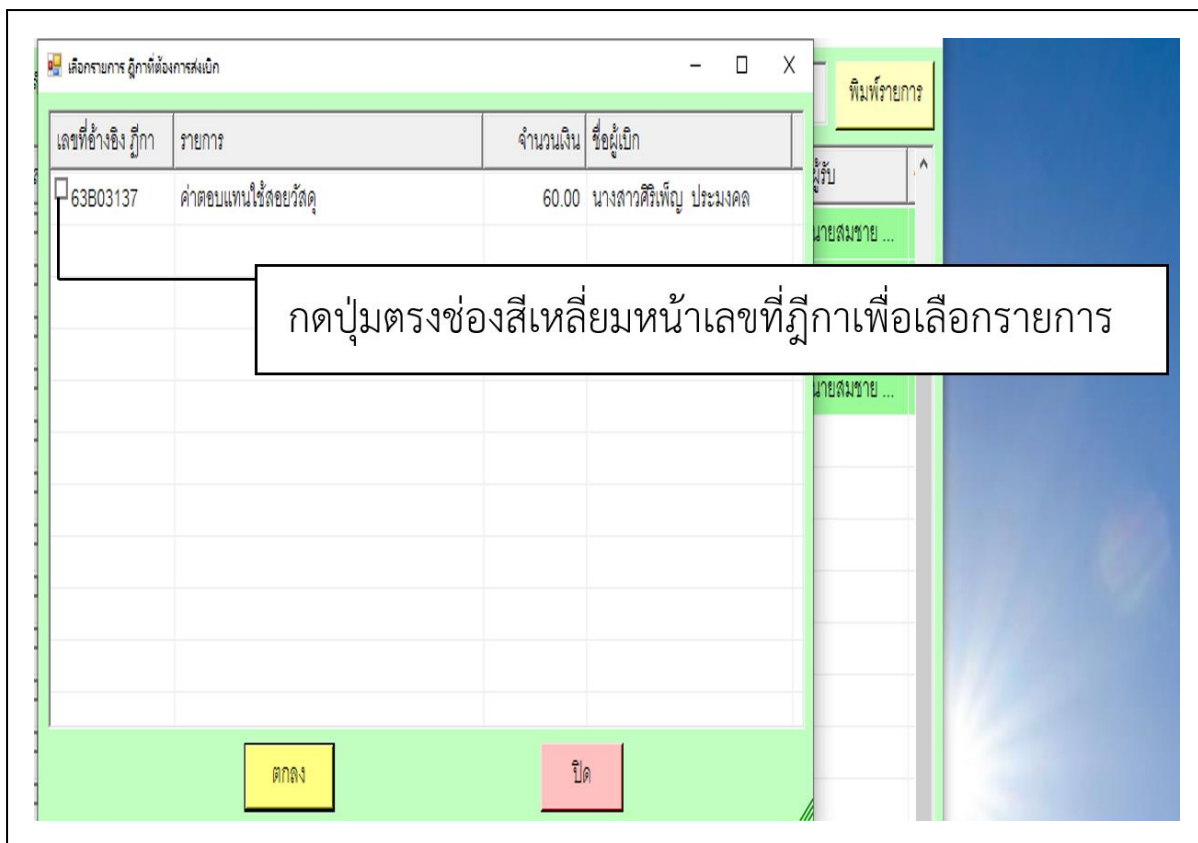 เลือกรายการ ฎีกาที่ต้องการส่งเบิก
พิมพ์รายการ
เลขที่อ้างอิง ฎีกา รายการ จำนวนเงิน ชื่อผู้เบิก
ผู้รับ
63B03137 ค่าตอบแทนใช้สอยวัสดุ 60.00 นางสาวศิริเพ็ญ ประมงคล
นายสมชาย ...
กดปุ่มตรงช่องสี่เหลี่ยมหน้าเลขที่ฎีกาเพื่อเลือกรายการ
นายสมชาย ...
ตกลง ปิด